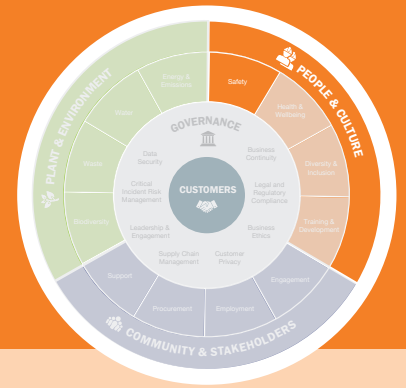 PLANT & ENVIRONMENT
Energy &
Emissions
Water
Waste
Biodiversity
PEOPLE & CULTURE
Safety
Health &
Wellbeing
Diversity &
Inclusion
Training &
Development
GOVERNANCE
Data
Security
Business
Continuity
Critical
Incident Risk
Management
CUSTOMERS
Legal and
Regulatory
Compliance
Leadership &
Engagement
Business
Ethics
Supply Chain
Management
Customer
Privacy
Support
Procurement
Employment
Engagement
COMMUNITY & STAKEHOLDERS